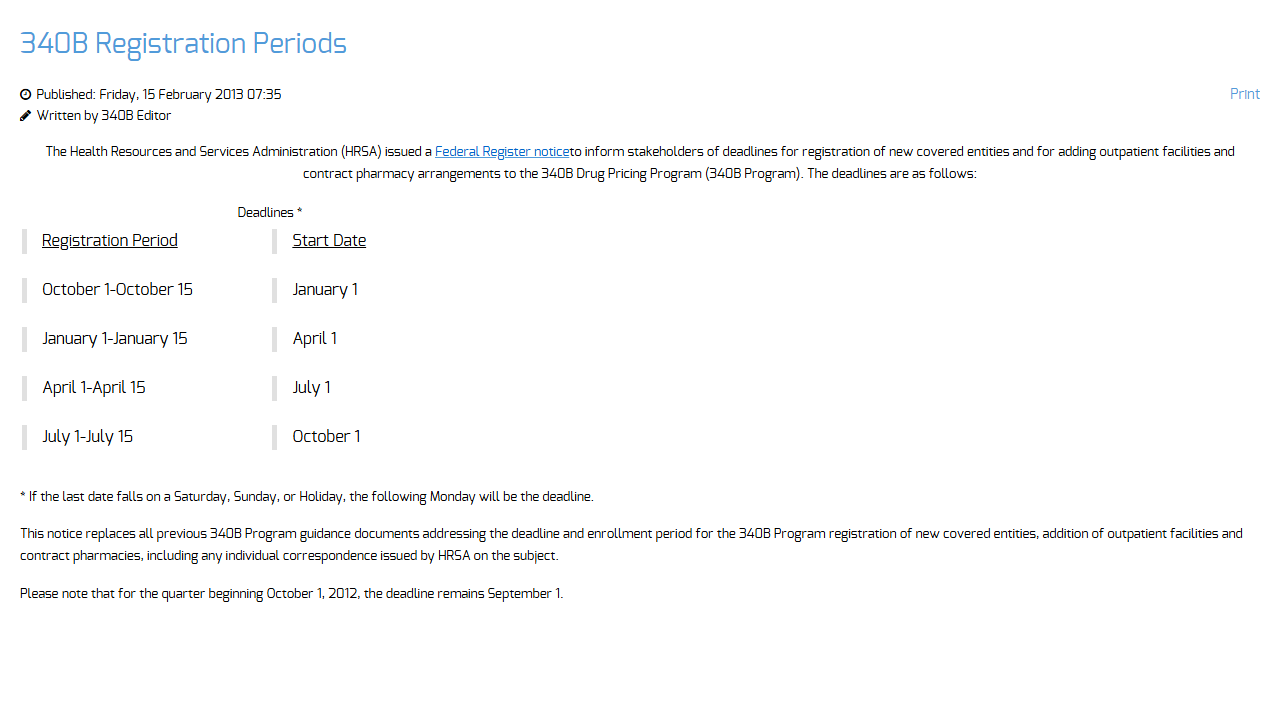 340B Registration Periods
Published: Friday, 15 February 2013 07:35
Print
Written by 340B Editor
The Health Resources and Services Administration (HRSA) issued a Federal Register noticeto inform stakeholders of deadlines for registration of new covered entities and for adding outpatient facilities and
contract pharmacy arrangements to the 340B Drug Pricing Program (340B Program). The deadlines are as follows:
Deadlines *
Registration Period Start Date
October 1-October 15 January 1
January 1-January 15 April 1
April 1-April 15 July 1
July 1-July 15 October 1
* If the last date falls on a Saturday, Sunday, or Holiday, the following Monday will be the deadline.
This notice replaces all previous 340B Program guidance documents addressing the deadline and enrollment period for the 340B Program registration of new covered entities, addition of outpatient facilities and
contract pharmacies, including any individual correspondence issued by HRSA on the subject.
Please note that for the quarter beginning October 1, 2012, the deadline remains September 1.